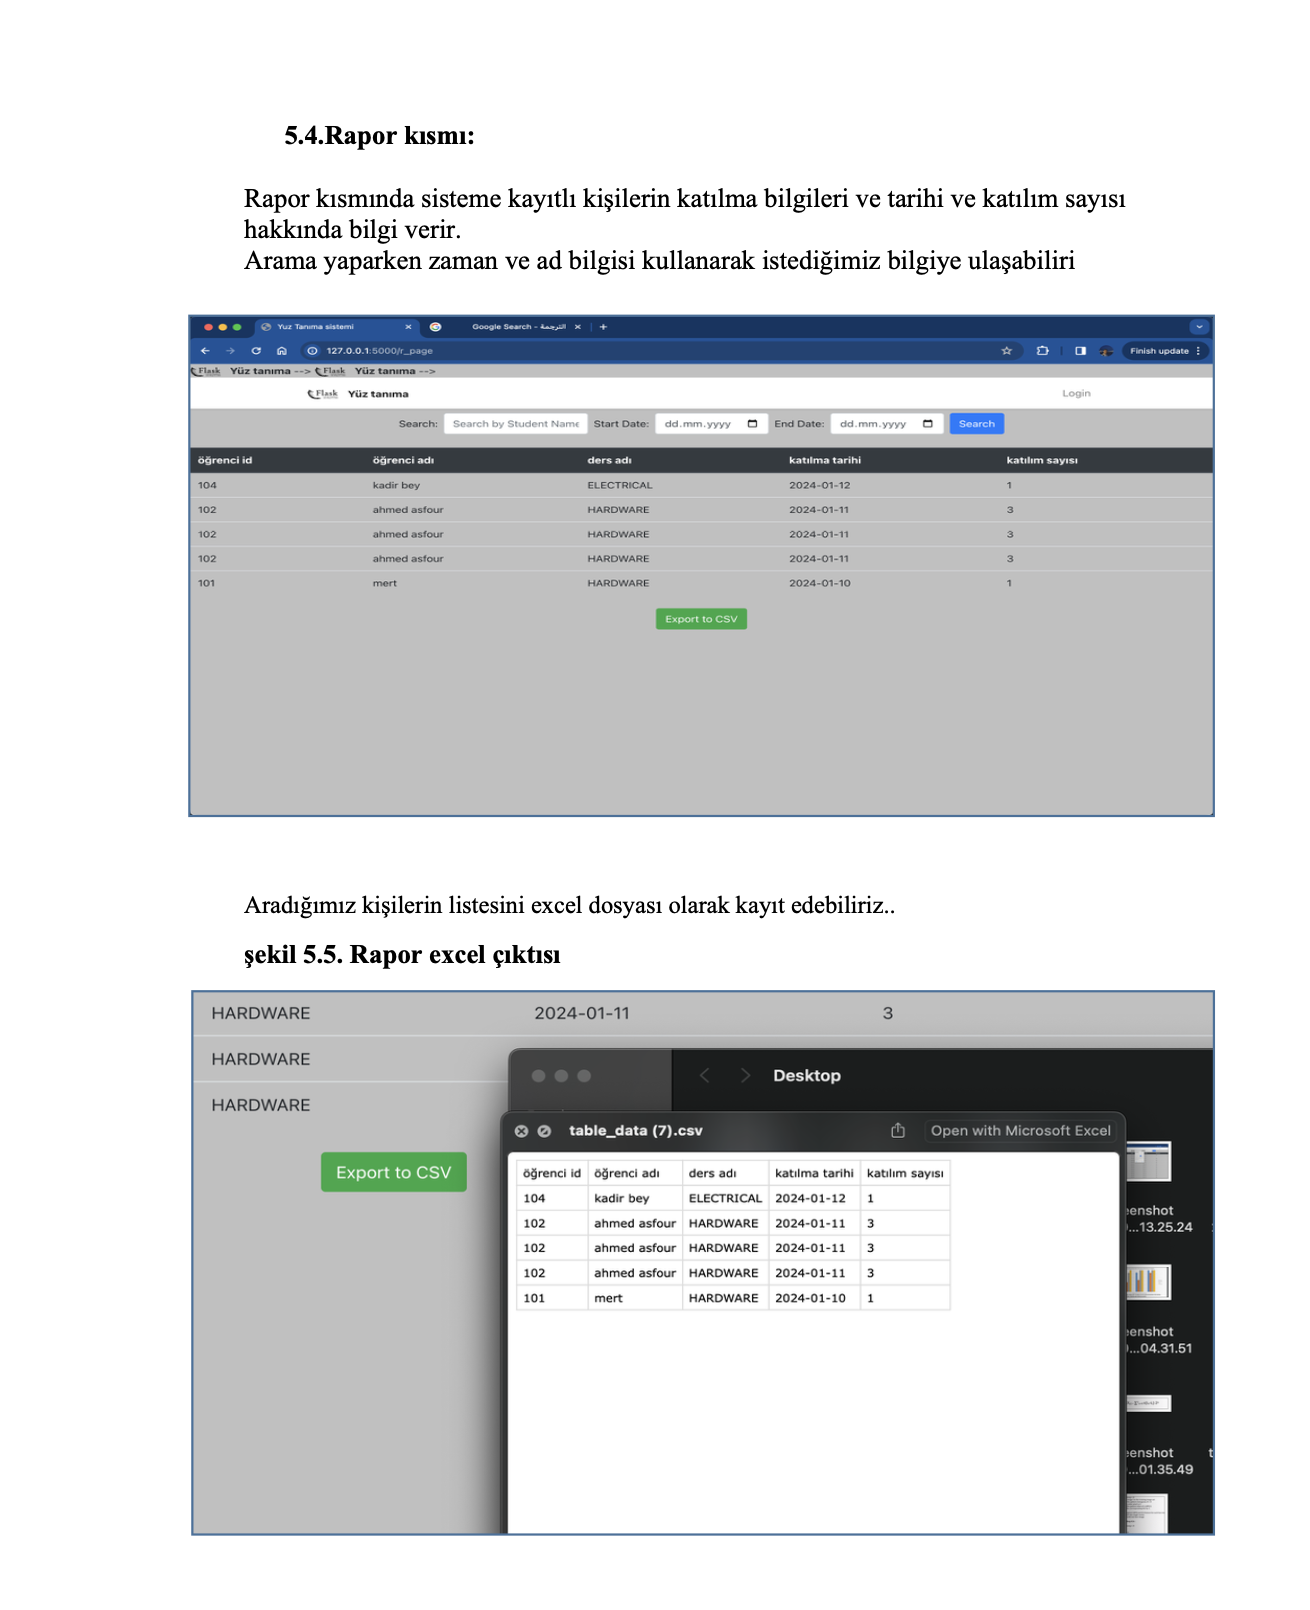 5.4.Rapor kısmı:
Rapor kısmında sisteme kayıtlı kişilerin katılma bilgileri ve tarihi ve katılım sayısı
hakkında bilgi verir.
Arama yaparken zaman ve ad bilgisi kullanarak istediğimiz bilgiye ulaşabiliri
Yuz Tanıma sistemi
Google Search - الترجمة
127.0.0.1:5000/r_page
Finish update
Flask Yüz tanıma --> Flask Yüz tanıma -->
Flask Yüz tanıma Login
Search: Search by Student Name Start Date: dd.mm.yyyy End Date: dd.mm.yyyy Search
öğrenci id öğrenci adı ders adı katılma tarihi katılım sayısı
104 kadir bey ELECTRICAL 2024-01-12 1
102 ahmed asfour HARDWARE 2024-01-11 3
102 ahmed asfour HARDWARE 2024-01-11 3
102 ahmed asfour HARDWARE 2024-01-11 3
101 mert HARDWARE 2024-01-10 1
Export to CSV
Aradığımız kişilerin listesini excel dosyası olarak kayıt edebiliriz..
şekil 5.5. Rapor excel çıktısı
HARDWARE 2024-01-11 3
HARDWARE
HARDWARE
Export to CSV
Desktop
table_data (7).csv Open with Microsoft Excel
öğrenci id öğrenci adı ders adı katılma tarihi katılım sayısı
104 kadir bey ELECTRICAL 2024-01-12 1
102 ahmed asfour HARDWARE 2024-01-11 3
102 ahmed asfour HARDWARE 2024-01-11 3
102 ahmed asfour HARDWARE 2024-01-11 3
101 mert HARDWARE 2024-01-10 1
eenshot
...13.25.24
eenshot
...04.31.51
eenshot
...01.35.49